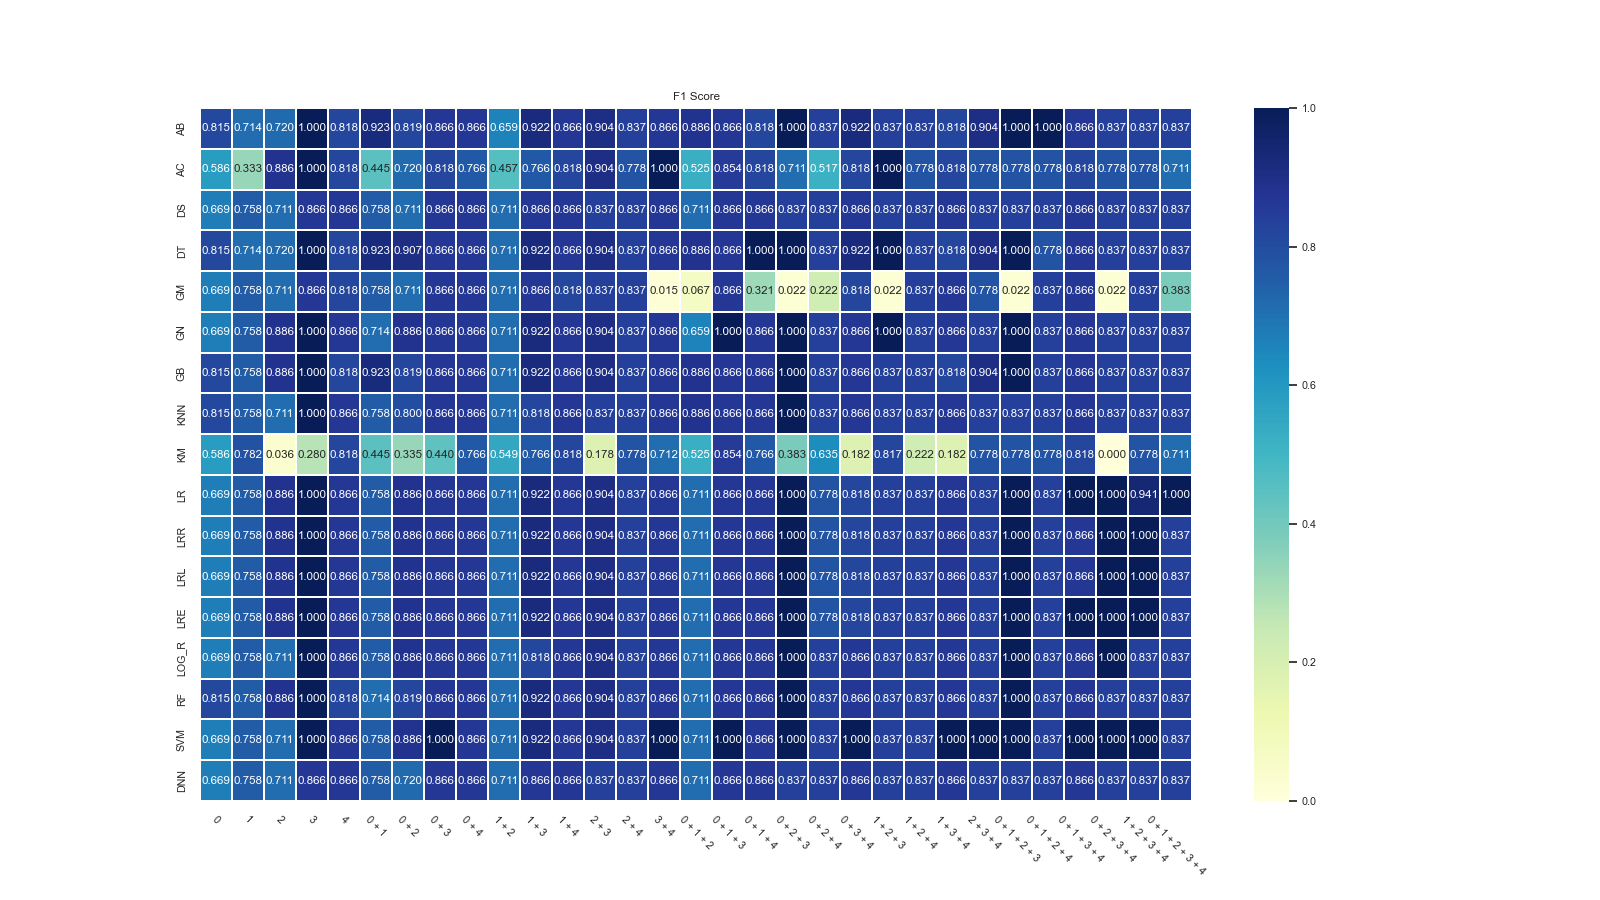 F1 Score
AB 0.815 0.714 0.720 1.000 0.818 0.923 0.819 0.866 0.866 0.659 0.922 0.866 0.904 0.837 0.866 0.886 0.866 0.818 1.000 0.837 0.922 0.837 0.837 0.818 0.904 1.000 1.000 0.866 0.837 0.837 0.837
AC 0.586 0.333 0.886 1.000 0.818 0.445 0.720 0.818 0.766 0.457 0.766 0.818 0.904 0.778 1.000 0.525 0.854 0.818 0.711 0.517 0.818 1.000 0.778 0.818 0.778 0.778 0.778 0.818 0.778 0.778 0.711
DS 0.669 0.758 0.711 0.866 0.866 0.758 0.711 0.866 0.866 0.711 0.866 0.866 0.837 0.837 0.866 0.711 0.866 0.866 0.837 0.837 0.866 0.837 0.837 0.866 0.837 0.837 0.837 0.866 0.837 0.837 0.837
DT 0.815 0.714 0.720 1.000 0.818 0.923 0.907 0.866 0.866 0.711 0.922 0.866 0.904 0.837 0.866 0.886 0.866 1.000 1.000 0.837 0.922 1.000 0.837 0.818 0.904 1.000 0.778 0.866 0.837 0.837 0.837
GM 0.669 0.758 0.711 0.866 0.818 0.758 0.711 0.866 0.866 0.711 0.866 0.818 0.837 0.837 0.015 0.067 0.866 0.321 0.022 0.222 0.818 0.022 0.837 0.866 0.778 0.022 0.837 0.866 0.022 0.837 0.383
GN 0.669 0.758 0.886 1.000 0.866 0.714 0.886 0.866 0.866 0.711 0.922 0.866 0.904 0.837 0.866 0.659 1.000 0.866 1.000 0.837 0.866 1.000 0.837 0.866 0.837 1.000 0.837 0.866 0.837 0.837 0.837
GB 0.815 0.758 0.886 1.000 0.818 0.923 0.819 0.866 0.866 0.711 0.922 0.866 0.904 0.837 0.866 0.886 0.866 0.866 1.000 0.837 0.866 0.837 0.837 0.818 0.904 1.000 0.837 0.866 0.837 0.837 0.837
KNN 0.815 0.758 0.711 1.000 0.866 0.758 0.800 0.866 0.866 0.711 0.818 0.866 0.837 0.837 0.866 0.886 0.866 0.866 1.000 0.837 0.866 0.837 0.837 0.866 0.837 0.837 0.837 0.866 0.837 0.837 0.837
KM 0.586 0.782 0.036 0.280 0.818 0.445 0.335 0.440 0.766 0.549 0.766 0.818 0.178 0.778 0.712 0.525 0.854 0.766 0.383 0.635 0.182 0.817 0.222 0.182 0.778 0.778 0.778 0.818 0.000 0.778 0.711
LR 0.669 0.758 0.886 1.000 0.866 0.758 0.886 0.866 0.866 0.711 0.922 0.866 0.904 0.837 0.866 0.711 0.866 0.866 1.000 0.778 0.818 0.837 0.837 0.866 0.837 1.000 0.837 1.000 1.000 0.941 1.000
LRR 0.669 0.758 0.886 1.000 0.866 0.758 0.886 0.866 0.866 0.711 0.922 0.866 0.904 0.837 0.866 0.711 0.866 0.866 1.000 0.778 0.818 0.837 0.837 0.866 0.837 1.000 0.837 0.866 1.000 1.000 0.837
LRL 0.669 0.758 0.886 1.000 0.866 0.758 0.886 0.866 0.866 0.711 0.922 0.866 0.904 0.837 0.866 0.711 0.866 0.866 1.000 0.778 0.818 0.837 0.837 0.866 0.837 1.000 0.837 0.866 1.000 1.000 0.837
LRE 0.669 0.758 0.886 1.000 0.866 0.758 0.886 0.866 0.866 0.711 0.922 0.866 0.904 0.837 0.866 0.711 0.866 0.866 1.000 0.778 0.818 0.837 0.837 0.866 0.837 1.000 0.837 1.000 1.000 1.000 0.837
LOG_R 0.669 0.758 0.711 1.000 0.866 0.758 0.886 0.866 0.866 0.711 0.818 0.866 0.904 0.837 0.866 0.711 0.866 0.866 1.000 0.837 0.866 0.837 0.837 0.866 0.837 1.000 0.837 0.866 1.000 0.837 0.837
RF 0.815 0.758 0.886 1.000 0.818 0.714 0.819 0.866 0.866 0.711 0.922 0.866 0.904 0.837 0.866 0.711 0.866 0.866 1.000 0.837 0.866 0.837 0.837 0.866 0.837 1.000 0.837 0.866 0.837 0.837 0.837
SVM 0.669 0.758 0.711 1.000 0.866 0.758 0.886 1.000 0.866 0.711 0.922 0.866 0.904 0.837 1.000 0.711 1.000 0.866 1.000 0.837 1.000 0.837 0.837 1.000 1.000 1.000 0.837 1.000 1.000 1.000 0.837
DNN 0.669 0.758 0.711 0.866 0.866 0.758 0.720 0.866 0.866 0.711 0.866 0.866 0.837 0.837 0.866 0.711 0.866 0.866 0.837 0.837 0.866 0.837 0.837 0.866 0.837 0.837 0.837 0.866 0.837 0.837 0.837
0 1 2 3 4 0 + 1 0 + 2 0 + 3 0 + 4 1 + 2 1 + 3 1 + 4 2 + 3 2 + 4 3 + 4 0 + 1 + 2 0 + 1 + 3 0 + 1 + 4 0 + 2 + 3 0 + 2 + 4 0 + 3 + 4 1 + 2 + 3 1 + 2 + 4 1 + 3 + 4 2 + 3 + 4 0 + 1 + 2 + 3 0 + 1 + 2 + 4 0 + 1 + 3 + 4 0 + 2 + 3 + 4 1 + 2 + 3 + 4 0 + 1 + 2 + 3 + 4
1.0
0.8
0.6
0.4
0.2
0.0